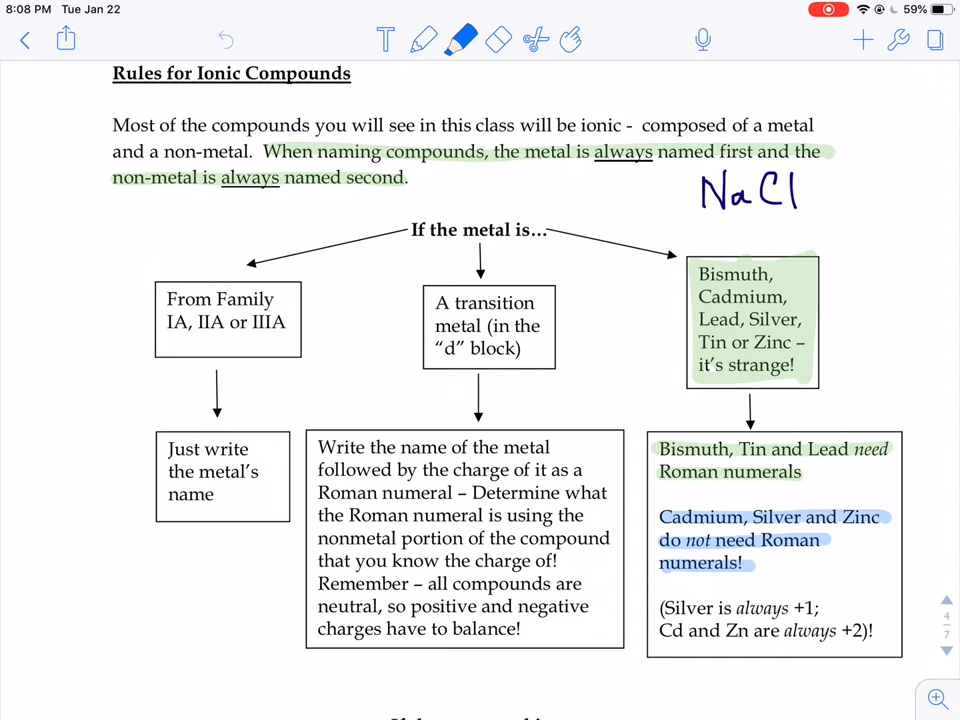 8:08 PM Tue Jan 22
59%
T
Rules for Ionic Compounds
Most of the compounds you will see in this class will be ionic - composed of a metal
and a non-metal. When naming compounds, the metal is always named first and the
non-metal is always named second.
NaCl
If the metal is...
From Family
IA, IIA or IIIA
A transition
metal (in the
“d” block)
Bismuth,
Cadmium,
Lead, Silver,
Tin or Zinc –
it’s strange!
Just write
the metal’s
name
Write the name of the metal
followed by the charge of it as a
Roman numeral – Determine what
the Roman numeral is using the
nonmetal portion of the compound
that you know the charge of!
Remember – all compounds are
neutral, so positive and negative
charges have to balance!
Bismuth, Tin and Lead need
Roman numerals
Cadmium, Silver and Zinc
do not need Roman
numerals!
(Silver is always +1;
Cd and Zn are always +2)!
4
7